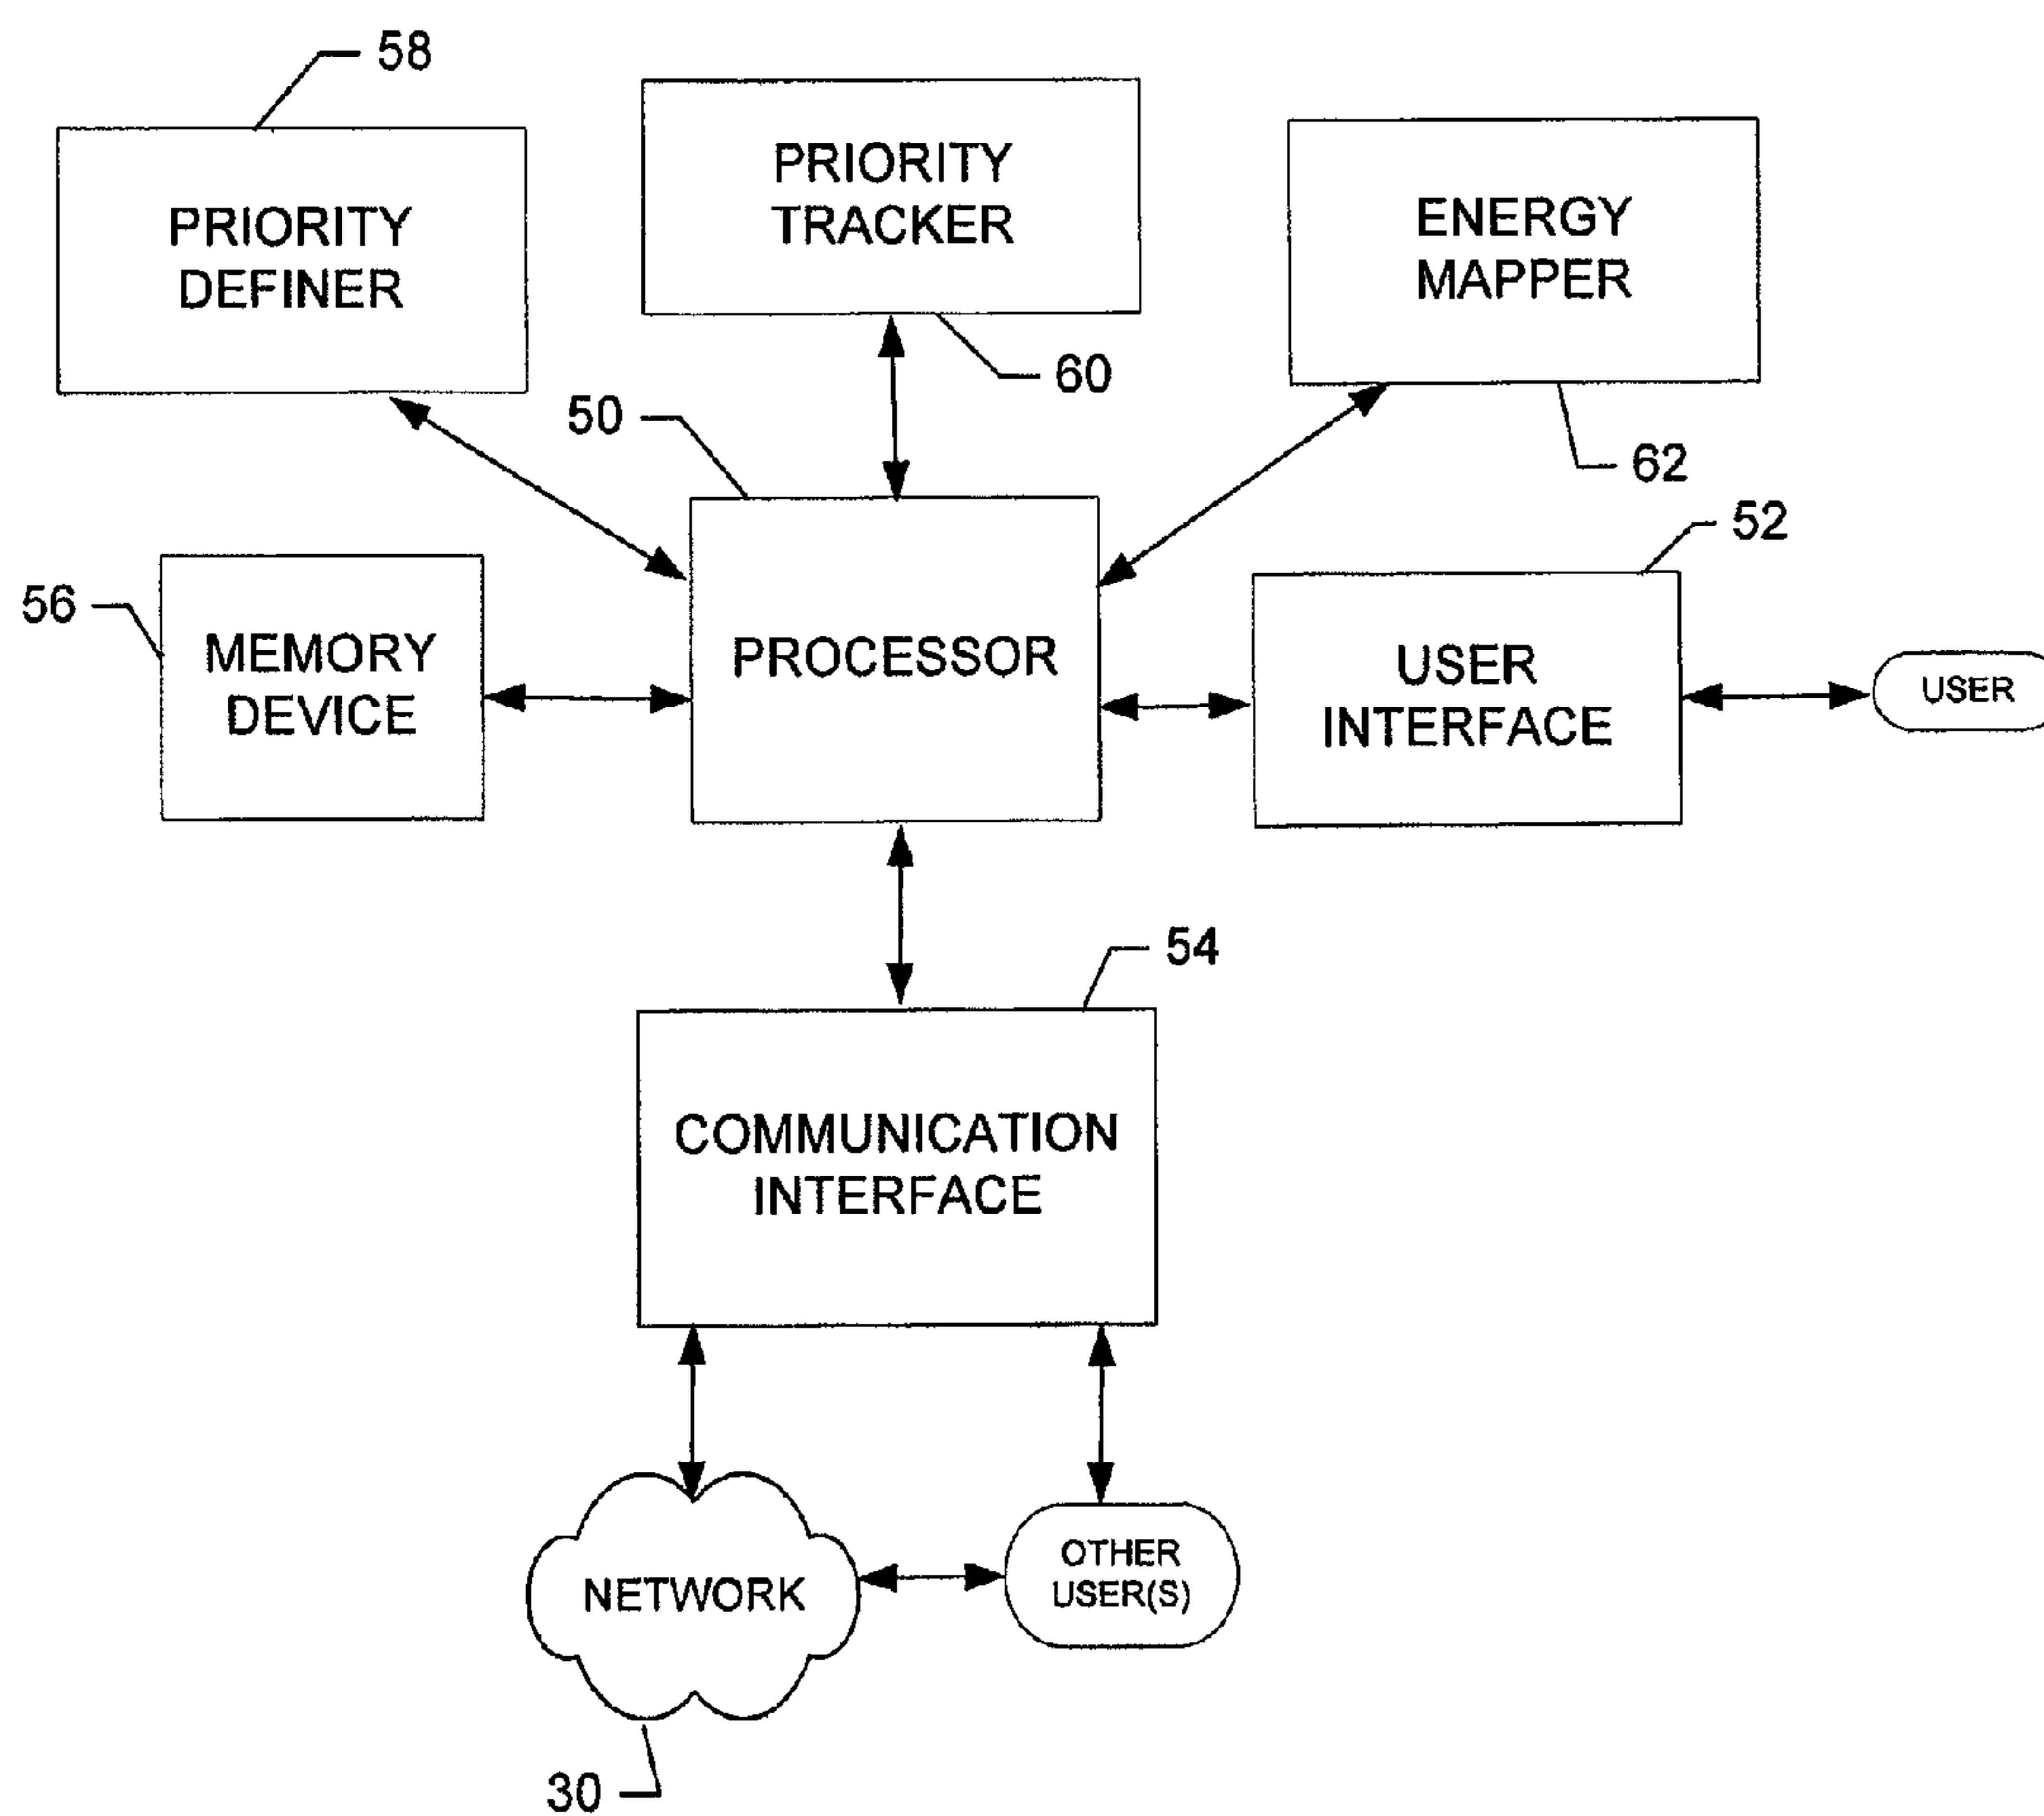 58
PRIORITY
DEFINER
PRIORITY
TRACKER
60
ENERGY
MAPPER
62
50
PROCESSOR
56
MEMORY
DEVICE
52
USER
INTERFACE
USER
54
COMMUNICATION
INTERFACE
NETWORK
OTHER
USER(S)
30